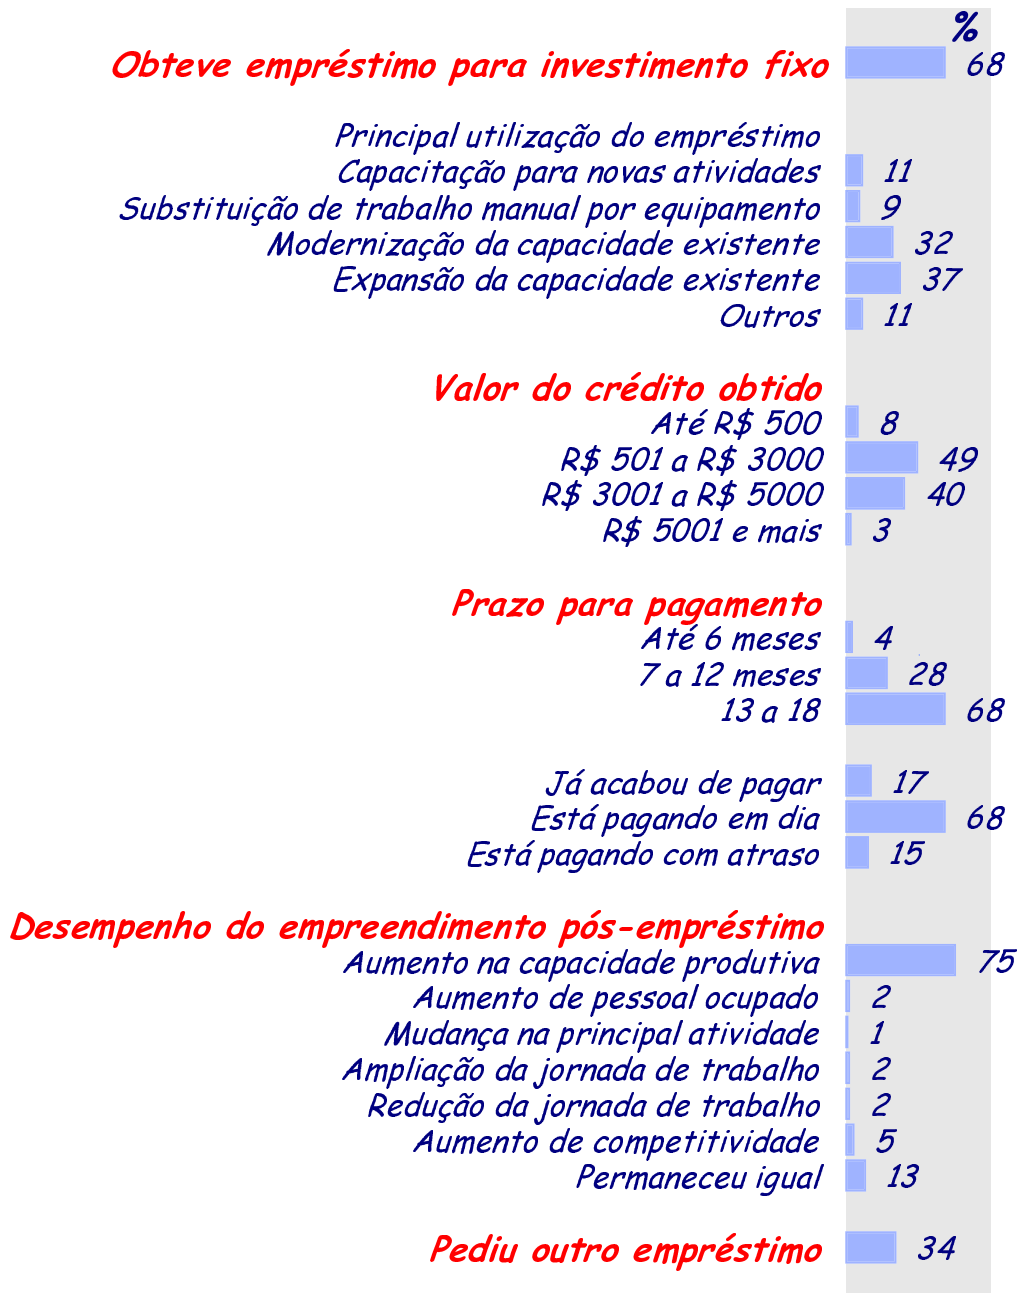 %
Obteve empréstimo para investimento fixo 68
Principal utilização do empréstimo
Capacitação para novas atividades 11
Substituição de trabalho manual por equipamento 9
Modernização da capacidade existente 32
Expansão da capacidade existente 37
Outros 11
Valor do crédito obtido
Até R$ 500 8
R$ 501 a R$ 3000 49
R$ 3001 a R$ 5000 40
R$ 5001 e mais 3
Prazo para pagamento
Até 6 meses 4
7 a 12 meses 28
13 a 18 68
Já acabou de pagar 17
Está pagando em dia 68
Está pagando com atraso 15
Desempenho do empreendimento pós-empréstimo
Aumento na capacidade produtiva 75
Aumento de pessoal ocupado 2
Mudança na principal atividade 1
Ampliação da jornada de trabalho 2
Redução da jornada de trabalho 2
Aumento de competitividade 5
Permaneceu igual 13
Pediu outro empréstimo 34